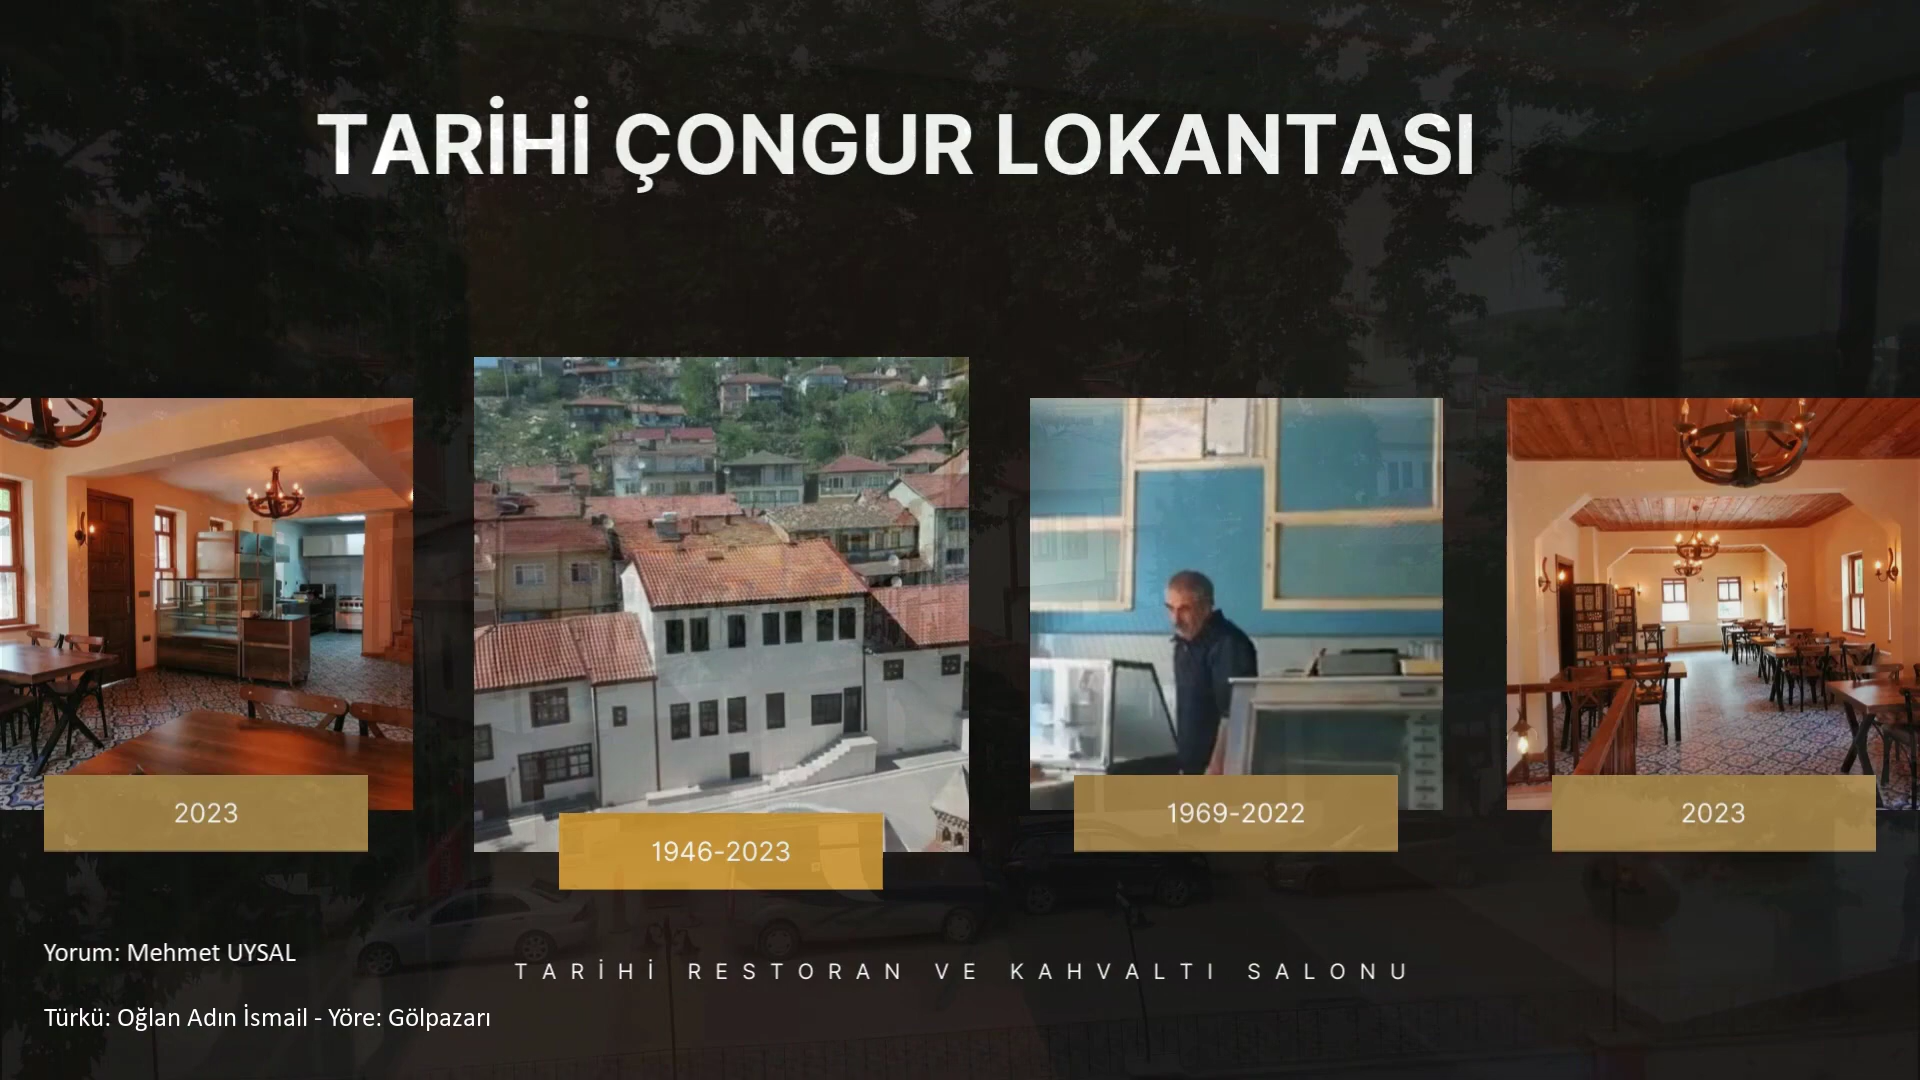 TARİHİ ÇONGUR LOKANTASI
2023
1946-2023
1969-2022
2023
Yorum: Mehmet UYSAL
TARİHİ RESTORAN VE KAHVALTI SALONU
Türkü: Oğlan Adın İsmail - Yöre: Gölpazarı